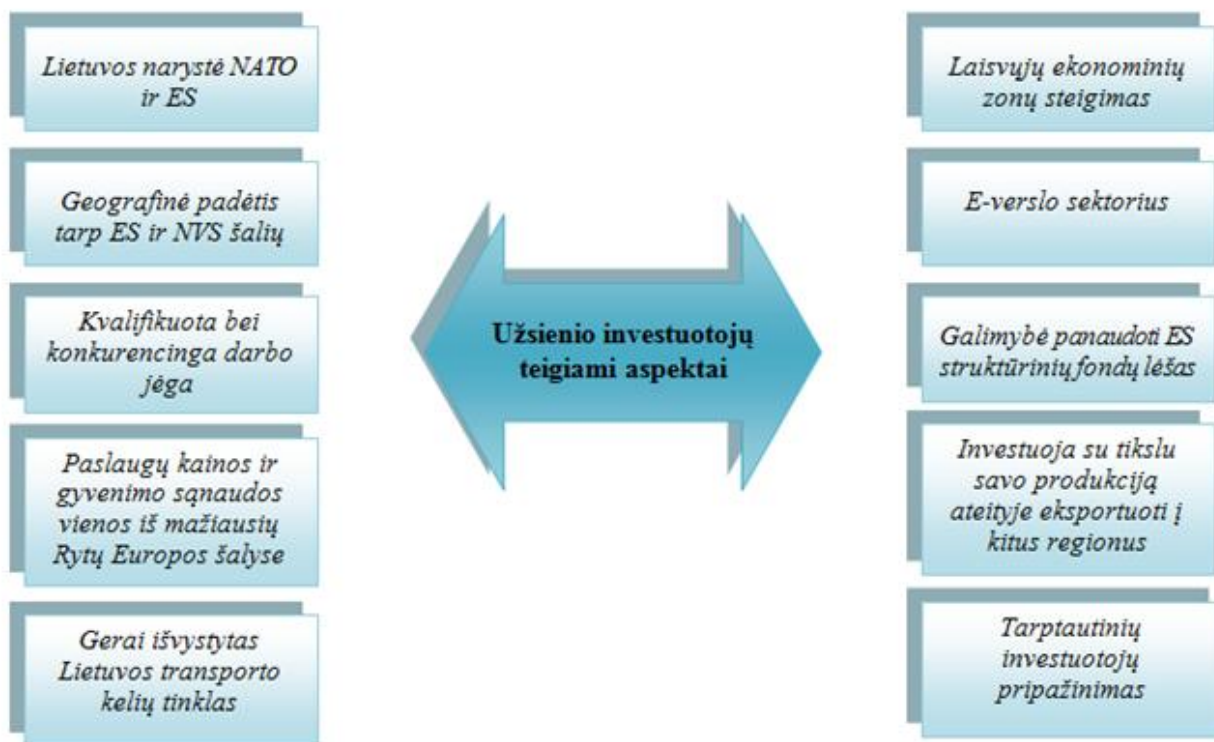 Lietuvos narystė NATO
ir ES
Geografinė padėtis
tarp ES ir NVS šalių
Kvalifikuota bei
konkurencinga darbo
jėga
Paslaugų kainos ir
gyvenimo sąnaudos
vienos iš mažiausių
Rytų Europos šalyse
Gerai išvystytas
Lietuvos transporto
kelių tinklas
Užsienio investuotojų
teigiami aspektai
Laisvųjų ekonominių
zonų steigimas
E-verslo sektorius
Galimybė panaudoti ES
struktūrinių fondų lėšas
Investuoja su tikslu
savo produkciją
ateityje eksportuoti į
kitus regionus
Tarptautinių
investuotojų
pripažinimas